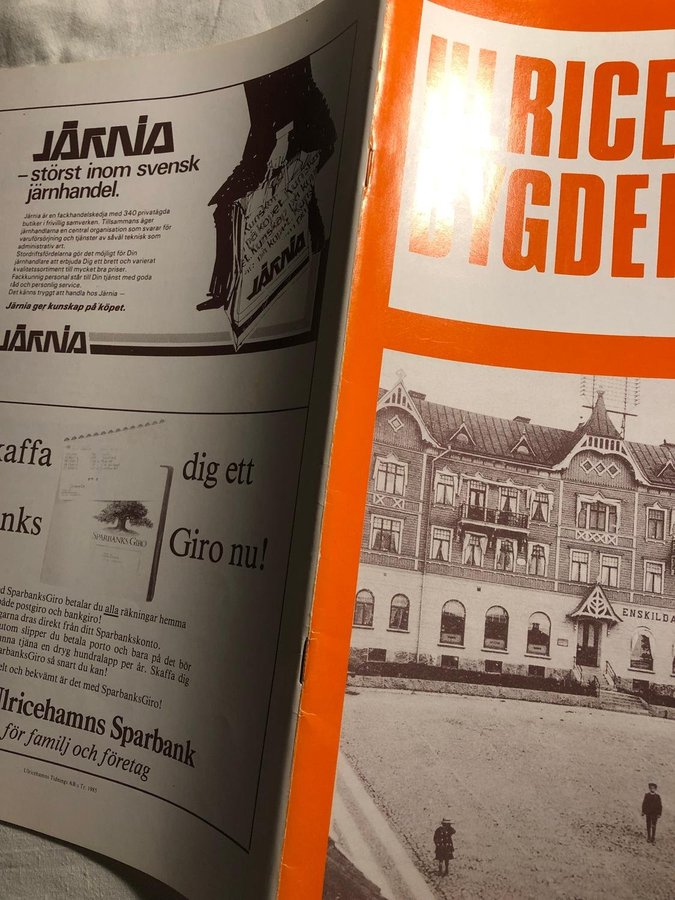 JÄRNIA
– störst inom svensk
järnhandel.
Järnia är en fackhandelskedja med 340 privatägda
butiker i frivillig samverkan. Tillsammans äger
järnhandlarna en central organisation som svarar för
varuförsörjning och tjänster av såväl teknisk som
administrativ art.
Stordriftsfördelarna gör det möjligt för Din
järnhandlare att erbjuda Dig ett brett och varierat
kvalitetssortiment till mycket bra priser.
Fackkunnig personal står till Din tjänst med goda
råd och personlig service.
Det känns tryggt att handla hos Järnia —
Järnia ger kunskap på köpet.
JÄRNIA
JÄRNIA
kaffa dig ett
nks Giro nu!
SPARBANKS GIRO
d SparbanksGiro betalar du alla räkningar hemma
både postgiro och bankgiro!
garna dras direkt från ditt Sparbankskonto.
utom slipper du betala porto och bara på det bör
unna tjäna en dryg hundralapp per år. Skaffa dig
arbanksGiro så snart du kan!
elt och bekvämt är det med SparbanksGiro!
Ulricehamns Sparbank
för familj och företag
Ulricehamns Tidnings AB:s Tr. 1985
ULRICE
BYGDE
ENSKILDA